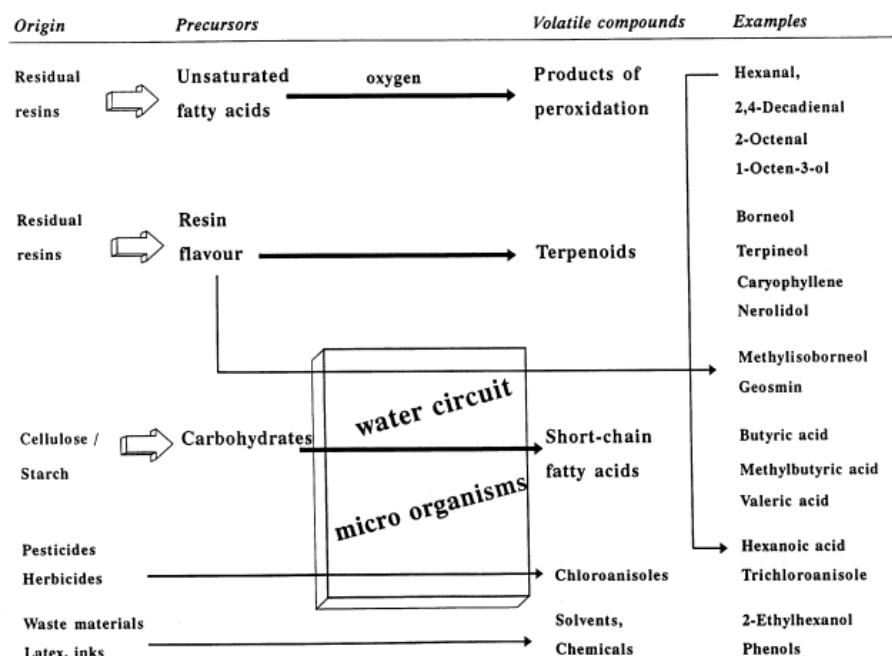 Origin Precursors Volatile compounds Examples
Residual Unsaturated oxygen Products of Hexanal,
resins fatty acids peroxidation 2,4-Decadienal
2-Octenal
1-Octen-3-ol
Residual Resin Borneol
resins flavour Terpenoids Terpineol
Caryophyllene
Nerolidol
Methylisoborneol
water circuit Geosmin
Cellulose / Carbohydrates Short-chain Butyric acid
Starch fatty acids Methylbutyric acid
micro organisms Valeric acid
Pesticides Hexanoic acid
Herbicides Chloroanisoles Trichloroanisole
Waste materials Solvents, 2-Ethylhexanol
Latex, inks Chemicals Phenols